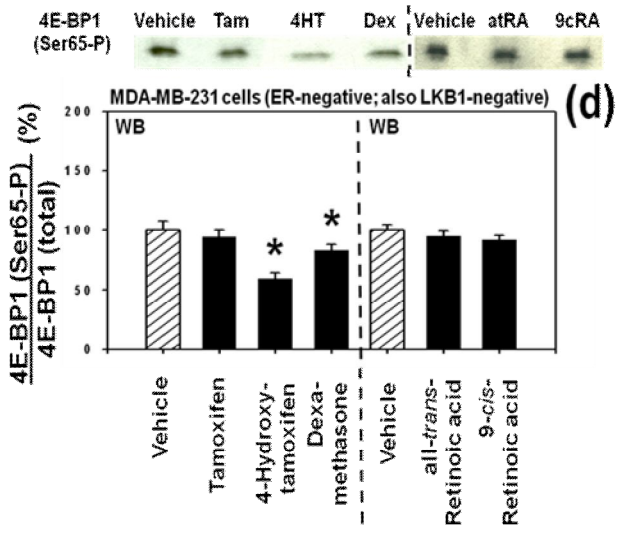 4E-BP1 Vehicle Tam 4HT Dex Vehicle atRA 9cRA
(Ser65-P)
MDA-MB-231 cells (ER-negative; also LKB1-negative)
(d)
WB WB
4E-BP1 (Ser65-P) (%)
4E-BP1 (total)
200
150
100
50
0
*
*
Vehicle
Tamoxifen
4-Hydroxy-
tamoxifen
Dexa-
methasone
Vehicle
all-trans-
Retinoic acid
9-cis-
Retinoic acid